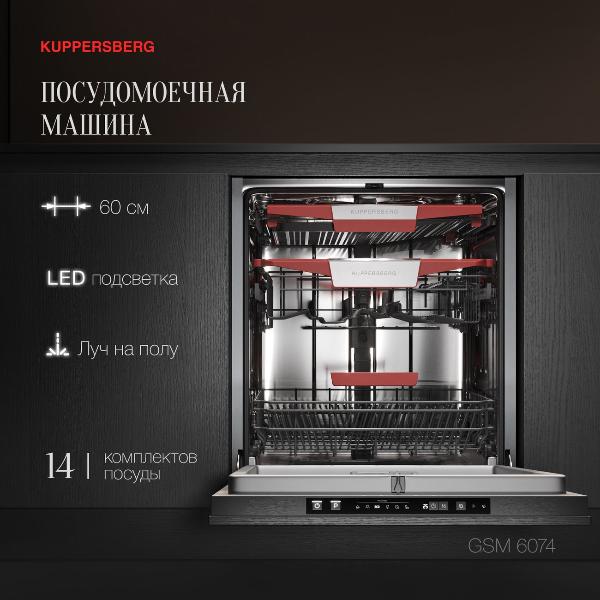 KUPPERSBERG
ПОСУДОМОЕЧНАЯ
МАШИНА
60 см
LED подсветка
Луч на полу
14 | комплектов
посуды
KUPPERSBERG
KUPPERSBERG
P
GSM 6074